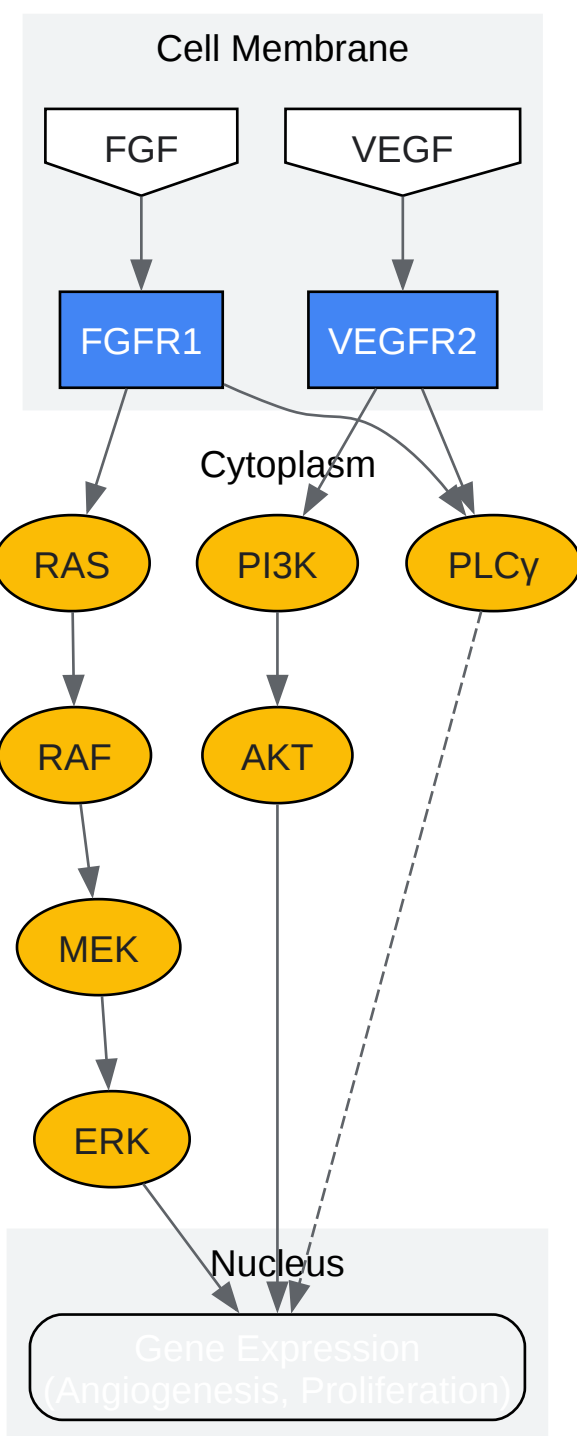 Cell Membrane
FGF
VEGF
FGFR1
VEGFR2
Cytoplasm
RAS
PI3K
PLCγ
RAF
AKT
MEK
ERK
Nucleus
Gene Expression
(Angiogenesis, Proliferation)